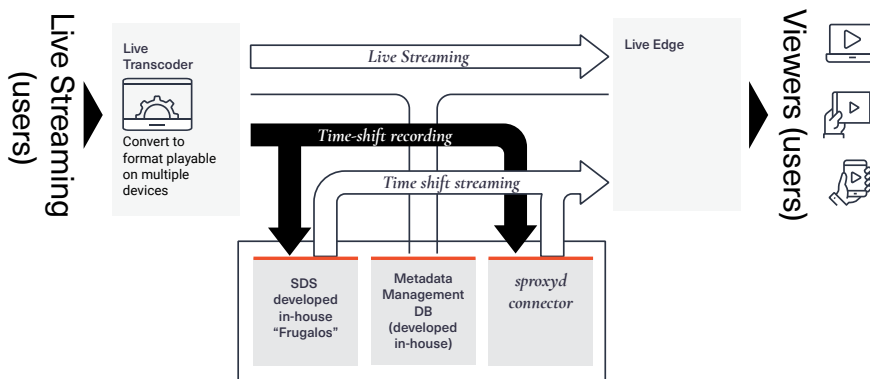 Live Streaming
(users)
Live
Transcoder
Convert to
format playable
on multiple
devices
Live Streaming
Time-shift recording
Time shift streaming
Live Edge
Viewers (users)
SDS
developed
in-house
“Frugalos”
Metadata
Management
DB
(developed
in-house)
sproxyd
connector